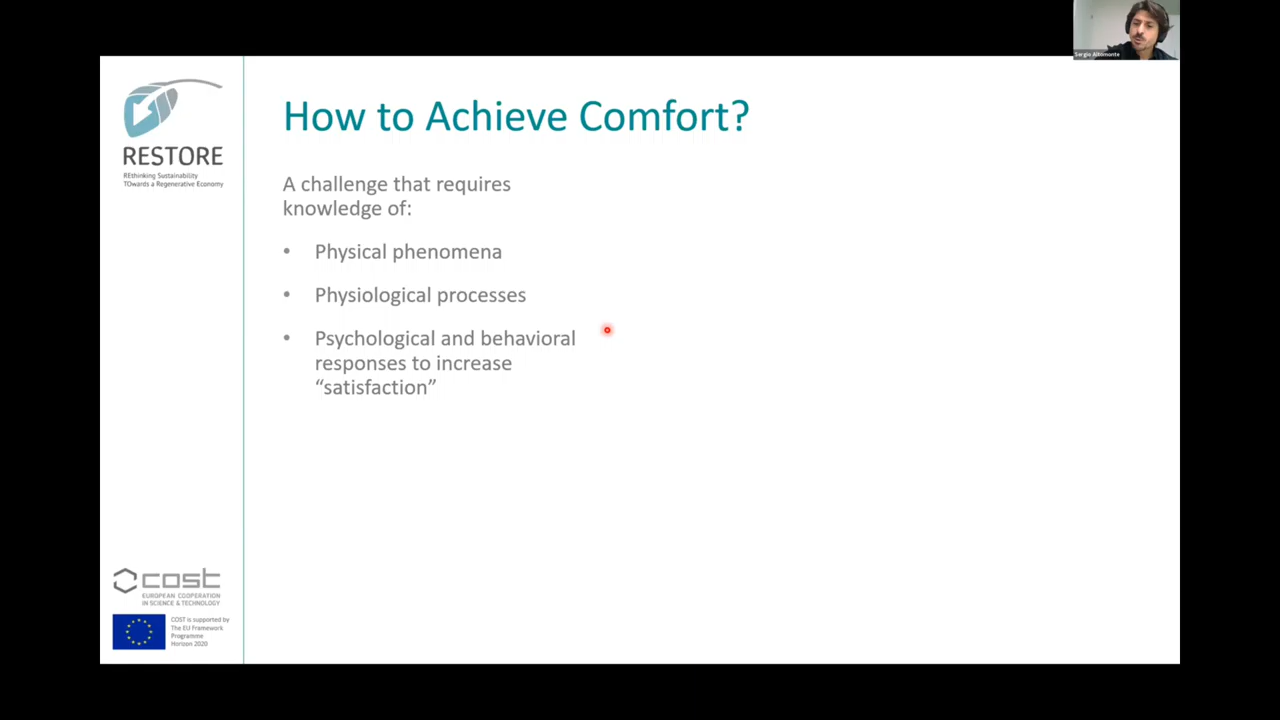 Sergio Altomonte
How to Achieve Comfort?
RESTORE
REthinking Sustainability
TOwards a Regenerative Economy
A challenge that requires
knowledge of:
• Physical phenomena
• Physiological processes
• Psychological and behavioral
responses to increase
“satisfaction”
cost
EUROPEAN COOPERATION
IN SCIENCE & TECHNOLOGY
COST is supported by
The EU Framework
Programme
Horizon 2020